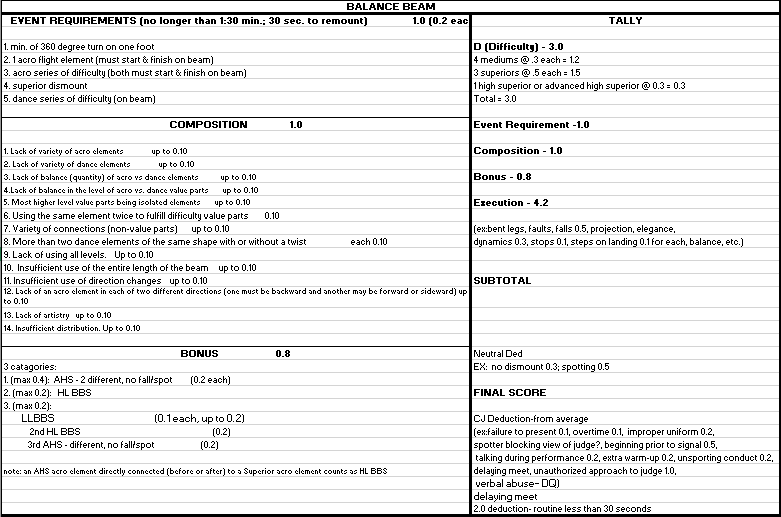 BALANCE BEAM
EVENT REQUIREMENTS (no longer than 1:30 min.; 30 sec. to remount) 1.0 (0.2 eac
1. min. of 360 degree turn on one foot
2. 1 acro flight element (must start & finish on beam)
3. acro series of difficulty (both must start & finish on beam)
4. superior dismount
5. dance series of difficulty (on beam)
COMPOSITION 1.0
1. Lack of variety of acro elements up to 0.10
2. Lack of variety of dance elements up to 0.10
3. Lack of balance (quantity) of acro vs dance elements up to 0.10
4.Lack of balance in the level of acro vs. dance value parts up to 0.10
5. Most higher level value parts being isolated elements up to 0.10
6. Using the same element twice to fulfill difficulty value parts 0.10
7. Variety of connections (non-value parts) up to 0.10
8. More than two dance elements of the same shape with or without a twist each 0.10
9. Lack of using all levels. Up to 0.10
10. Insufficient use of the entire length of the beam up to 0.10
11. Insufficient use of direction changes up to 0.10
12. Lack of an acro element in each of two different directions (one must be backward and another may be forward or sideward) up
to 0.10
13. Lack of artistry up to 0.10
14. Insufficient distribution. Up to 0.10
BONUS 0.8
3 catagories:
1. (max 0.4): AHS - 2 different, no fall/spot (0.2 each)
2. (max 0.2): HL BBS
3. (max 0.2):
LLBBS (0.1 each, up to 0.2)
2nd HL BBS (0.2)
3rd AHS - different, no fall/spot (0.2)
note: an AHS acro element directly connected (before or after) to a Superior acro element counts as HL BBS
TALLY
D (Difficulty) - 3.0
4 mediums @ .3 each = 1.2
3 superiors @ .5 each = 1.5
1 high superior or advanced high superior @ 0.3 = 0.3
Total = 3.0
Event Requirement -1.0
Composition - 1.0
Bonus - 0.8
Execution - 4.2
(ex:bent legs, faults, falls 0.5, projection, elegance,
dynamics 0.3, stops 0.1, steps on landing 0.1 for each, balance, etc.)
SUBTOTAL
Neutral Ded
EX: no dismount 0.3; spotting 0.5
FINAL SCORE
CJ Deduction-from average
(ex:failure to present 0.1, overtime 0.1, improper uniform 0.2,
spotter blocking view of judge?, beginning prior to signal 0.5,
talking during performance 0.2, extra warm-up 0.2, unsporting conduct 0.2,
delaying meet, unauthorized approach to judge 1.0,
verbal abuse- DQ)
delaying meet
2.0 deduction- routine less than 30 seconds